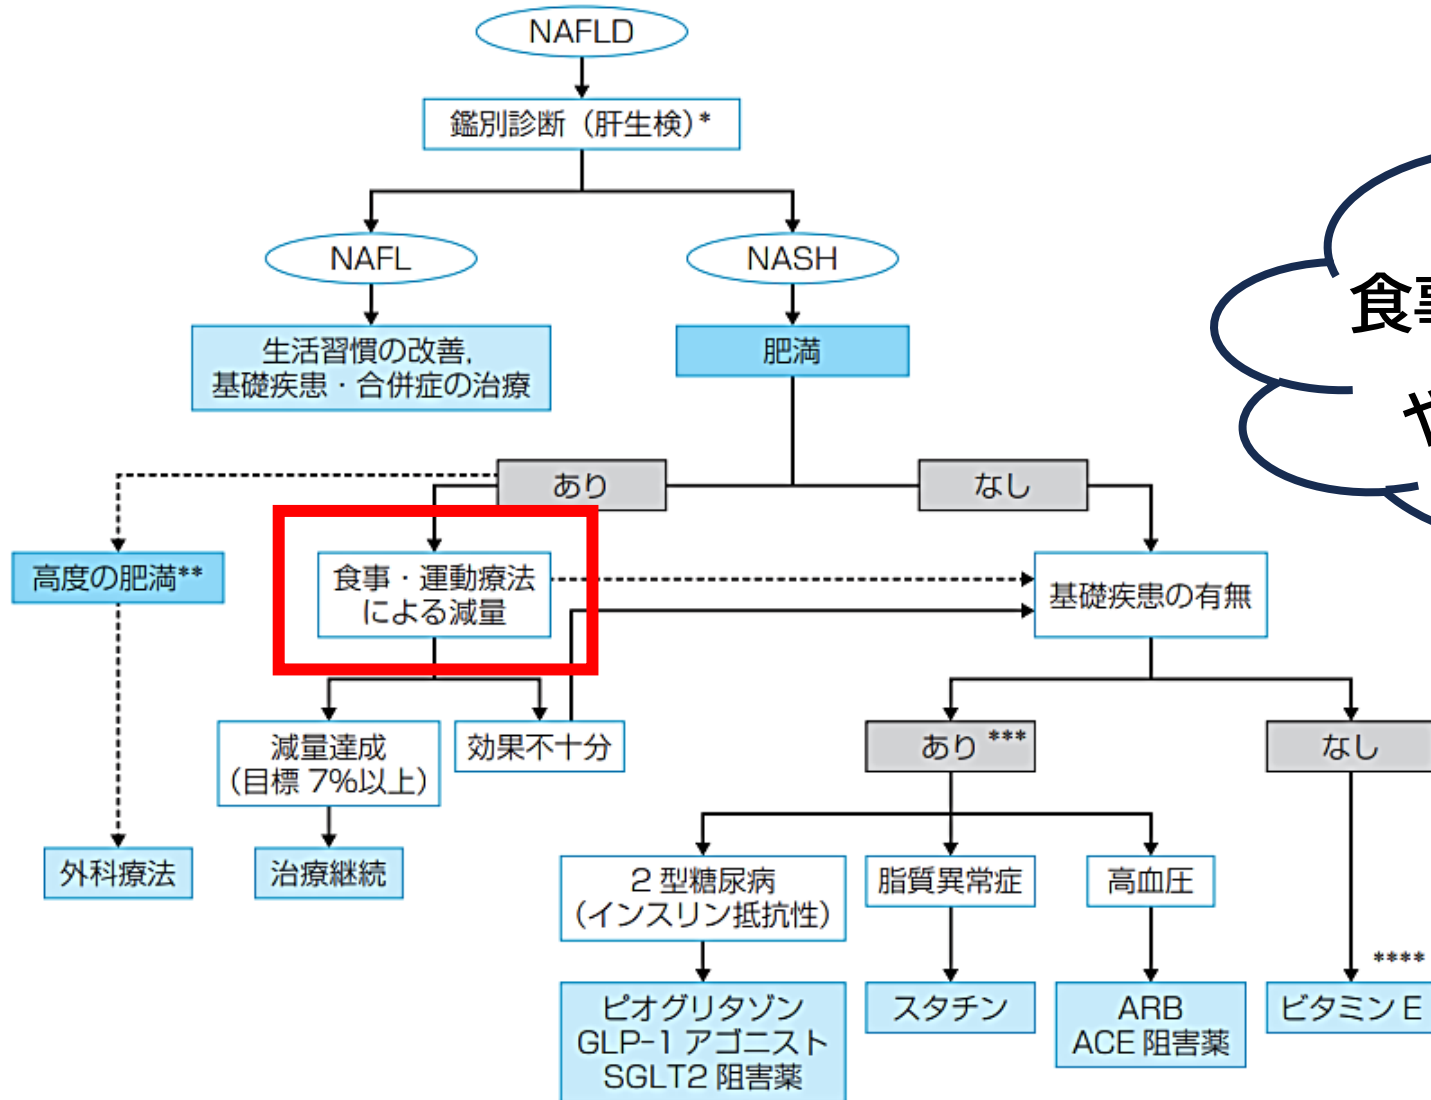 NAFLD
鑑別診断（肝生検）*
NAFL
NASH
生活習慣の改善,
基礎疾患・合併症の治療
肥満
食
あり
なし
高度の肥満**
食事・運動療法
による減量
基礎疾患の有無
減量達成
（目標 7%以上）
効果不十分
あり ***
なし
外科療法
治療継続
2 型糖尿病
（インスリン抵抗性）
脂質異常症
高血圧
****
ピオグリタゾン
GLP-1 アゴニスト
SGLT2 阻害薬
スタチン
ARB
ACE 阻害薬
ビタミン E